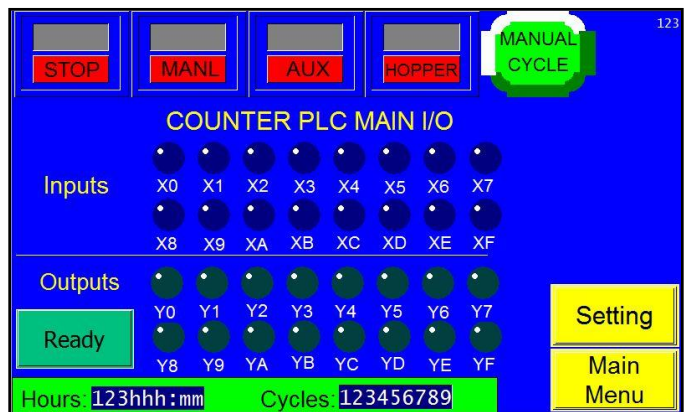 123
STOP MANL AUX HOPPER MANUAL CYCLE
COUNTER PLC MAIN I/O
Inputs
X0 X1 X2 X3 X4 X5 X6 X7
X8 X9 XA XB XC XD XE XF
Outputs
Y0 Y1 Y2 Y3 Y4 Y5 Y6 Y7
Y8 Y9 YA YB YC YD YE YF
Ready
Setting
Main
Menu
Hours: 123hhh:mm Cycles: 123456789